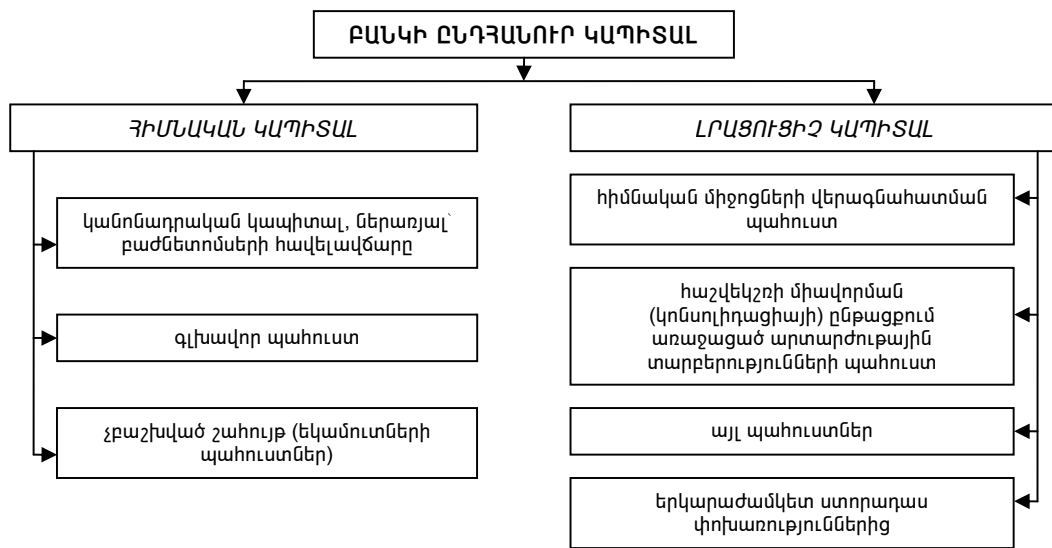 ԲԱՆԿԻ ԸՆԴՀԱՆՈՒՐ ԿԱՊԻՏԱԼ
ՀԻՄՆԱԿԱՆ ԿԱՊԻՏԱԼ
կանոնադրական կապիտալ, ներառյալ՝
բաժնետոմսերի հավելավճարը
գլխավոր պահուստ
չբաշխված շահույթ (եկամուտների
պահուստներ)
ԼՐԱՑՈՒՑԻՉ ԿԱՊԻՏԱԼ
հիմնական միջոցների վերագնահատման
պահուստ
հաշվեկշռի միավորման
(կոնսոլիդացիայի) ընթացքում
առաջացած արտարժութային
տարբերությունների պահուստ
այլ պահուստներ
երկարաժամկետ ստորադաս
փոխառություններից